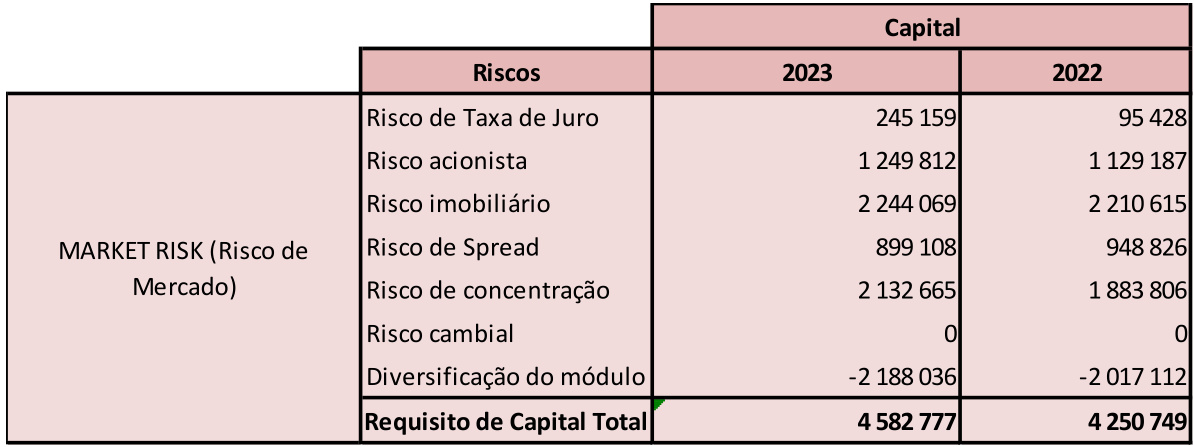 Capital
Riscos 2023 2022
Risco de Taxa de Juro 245 159 95 428
Risco acionista 1 249 812 1 129 187
Risco imobiliário 2 244 069 2 210 615
MARKET RISK (Risco de
Mercado)
Risco de Spread 899 108 948 826
Risco de concentração 2 132 665 1 883 806
Risco cambial 0 0
Diversificação do módulo -2 188 036 -2 017 112
Requisito de Capital Total 4 582 777 4 250 749